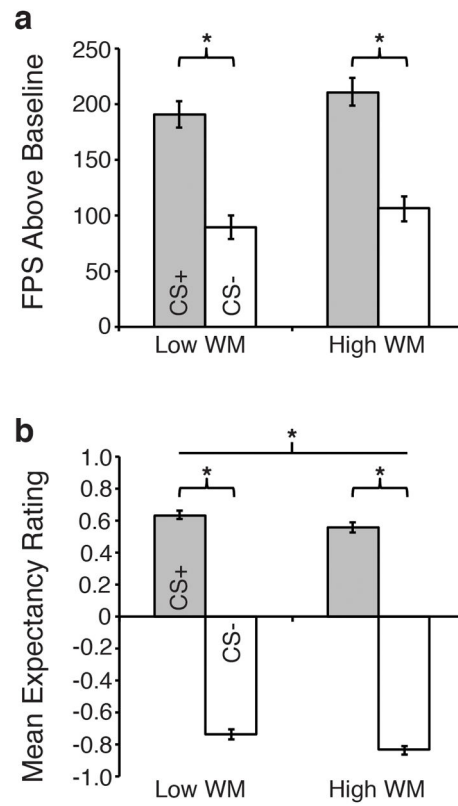 a
FPS Above Baseline
250
200
150
100
50
0
* *
CS+ CS-
Low WM High WM
b
Mean Expectancy Rating
1.0
0.8
0.6
0.4
0.2
0
-0.2
-0.4
-0.6
-0.8
-1.0
*
* *
CS+
CS-
Low WM High WM